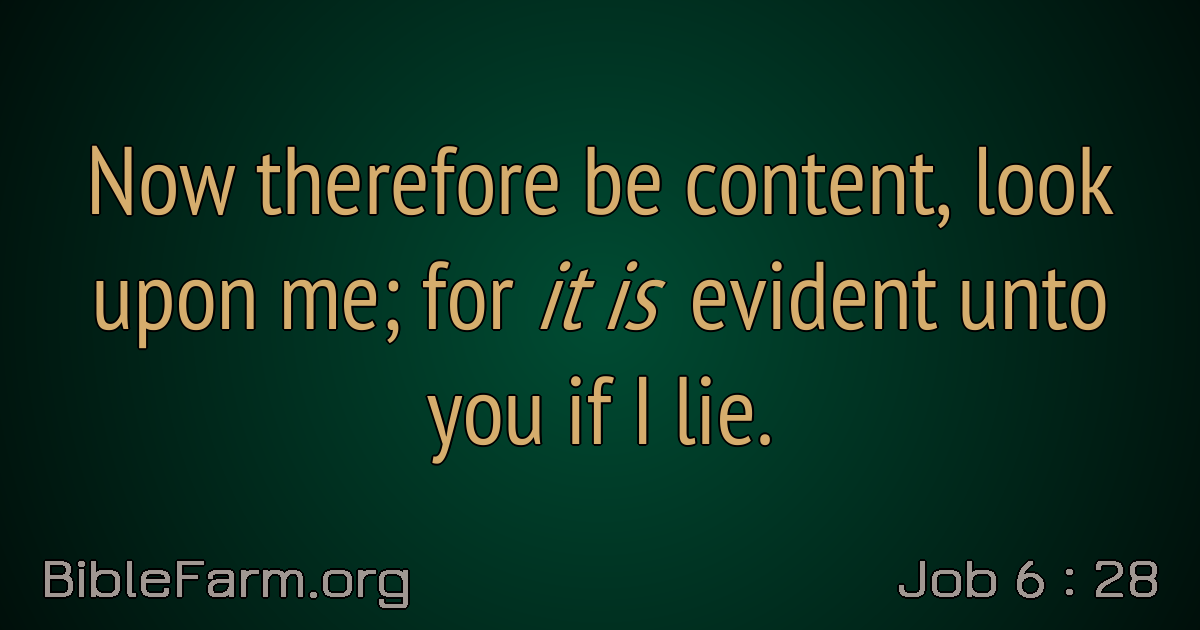 Now therefore be content, look
upon me; for it is evident unto
you if I lie.
BibleFarm.org
Job 6 : 28